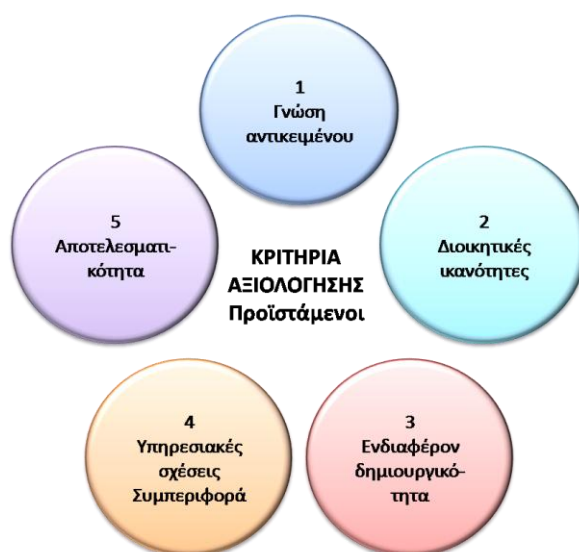 1
Γνώση
αντικειμένου
2
Διοικητικές
ικανότητες
3
Ενδιαφέρον
δημιουργικό-
τητα
4
Υπηρεσιακές
σχέσεις
Συμπεριφορά
5
Αποτελεσματι-
κότητα
ΚΡΙΤΗΡΙΑ
ΑΞΙΟΛΟΓΗΣΗΣ
Προϊστάμενοι